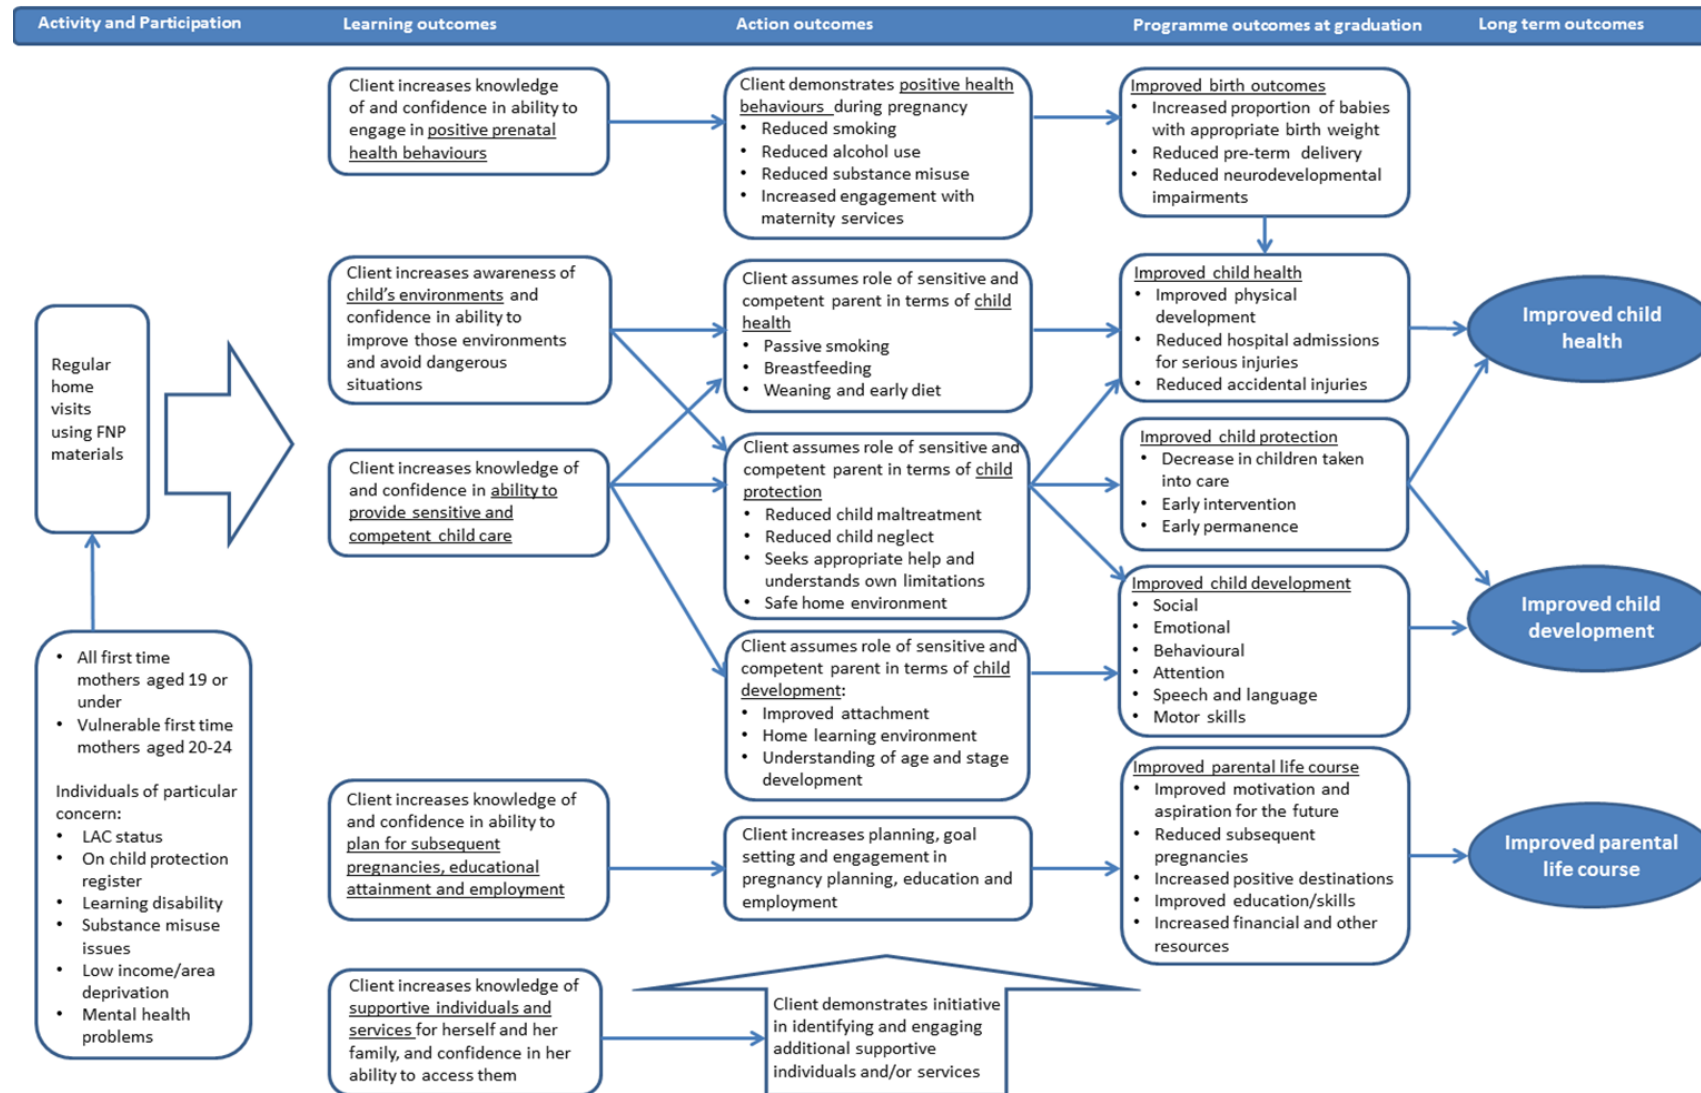 Activity and Participation
Learning outcomes
Action outcomes
Programme outcomes at graduation
Long term outcomes
Regular
home
visits
using FNP
materials
• All first time
mothers aged 19 or
under
• Vulnerable first time
mothers aged 20-24
Individuals of particular
concern:
• LAC status
• On child protection
register
• Learning disability
• Substance misuse
issues
• Low income/area
deprivation
• Mental health
problems
Client increases knowledge
of and confidence in ability to
engage in positive prenatal
health behaviours
Client increases awareness of
child's environments and
confidence in ability to
improve those environments
and avoid dangerous
situations
Client increases knowledge of
and confidence in ability to
provide sensitive and
competent child care
Client increases knowledge of
and confidence in ability to
plan for subsequent
pregnancies, educational
attainment and employment
Client increases knowledge of
supportive individuals and
services for herself and her
family, and confidence in her
ability to access them
Client demonstrates positive health
behaviours during pregnancy
• Reduced smoking
• Reduced alcohol use
• Reduced substance misuse
• Increased engagement with
maternity services
Client assumes role of sensitive and
competent parent in terms of child
health
• Passive smoking
• Breastfeeding
• Weaning and early diet
Client assumes role of sensitive and
competent parent in terms of child
protection
• Reduced child maltreatment
• Reduced child neglect
• Seeks appropriate help and
understands own limitations
• Safe home environment
Client assumes role of sensitive and
competent parent in terms of child
development:
• Improved attachment
• Home learning environment
• Understanding of age and stage
development
Client increases planning, goal
setting and engagement in
pregnancy planning, education and
employment
Client demonstrates initiative
in identifying and engaging
additional supportive
individuals and/or services
Improved birth outcomes
• Increased proportion of babies
with appropriate birth weight
• Reduced pre-term delivery
• Reduced neurodevelopmental
impairments
Improved child health
• Improved physical
development
• Reduced hospital admissions
for serious injuries
• Reduced accidental injuries
Improved child protection
• Decrease in children taken
into care
• Early intervention
• Early permanence
Improved child development
• Social
• Emotional
• Behavioural
• Attention
• Speech and language
• Motor skills
Improved parental life course
• Improved motivation and
aspiration for the future
• Reduced subsequent
pregnancies
• Increased positive destinations
• Improved education/skills
• Increased financial and other
resources
Improved child
health
Improved child
development
Improved parental
life course